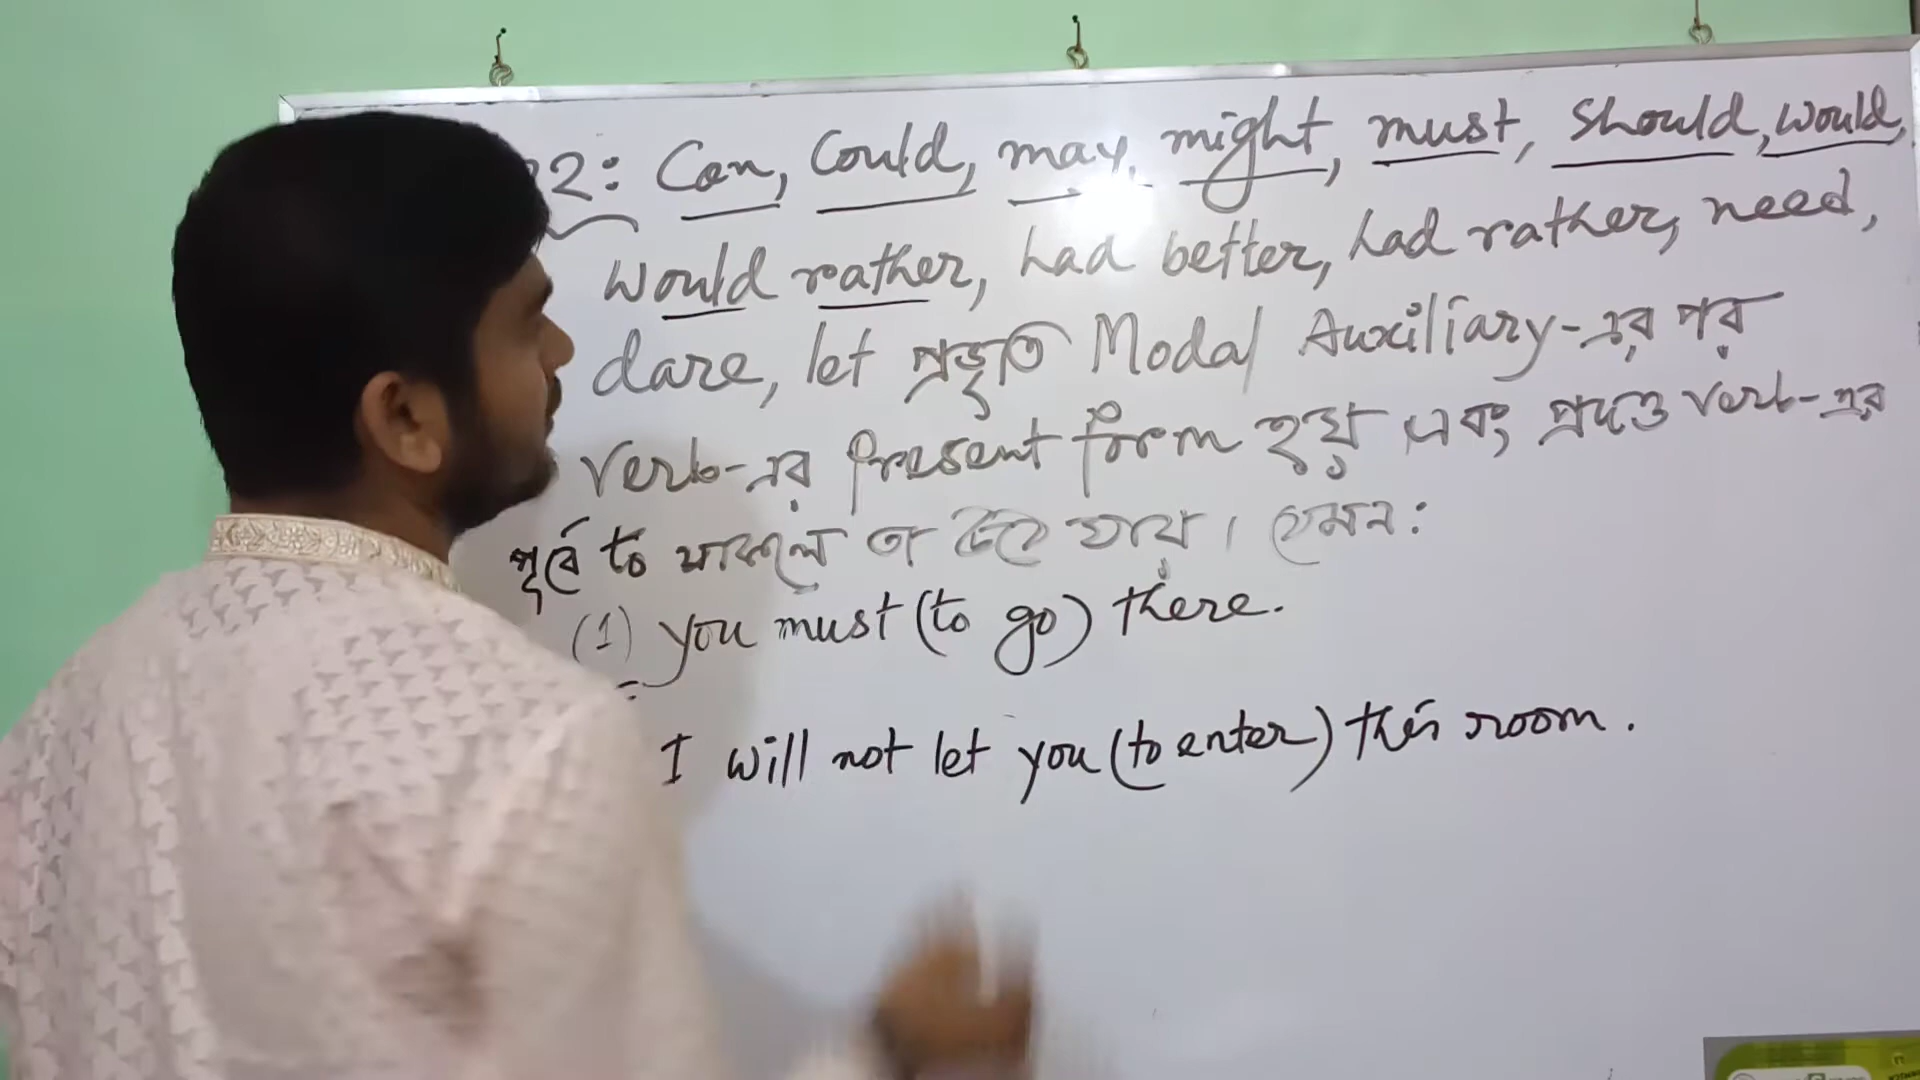 2: Can, Could, may, might, must, should, would,
would rather, had better, had rather, need,
dare, let প্রভৃতি Modal Auxiliary-এর পর
verb-এর Present form হয় এবং প্রদত্ত verb-এর
পূর্বে to থাকলে তা উঠে যায়। যেমন:
(1) you must (to go) there.
I will not let you (to enter) this room.